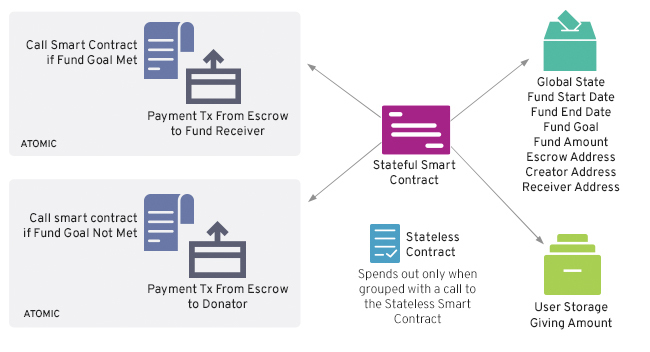 Call Smart Contract
if Fund Goal Met
Payment Tx From Escrow
to Fund Receiver
ATOMIC
Call smart contract
if Fund Goal Not Met
Payment Tx From Escrow
to Donator
ATOMIC
Stateful Smart
Contract
Stateless
Contract
Spends out only when
grouped with a call to
the Stateless Smart
Contract
Global State
Fund Start Date
Fund End Date
Fund Goal
Fund Amount
Escrow Address
Creator Address
Receiver Address
User Storage
Giving Amount